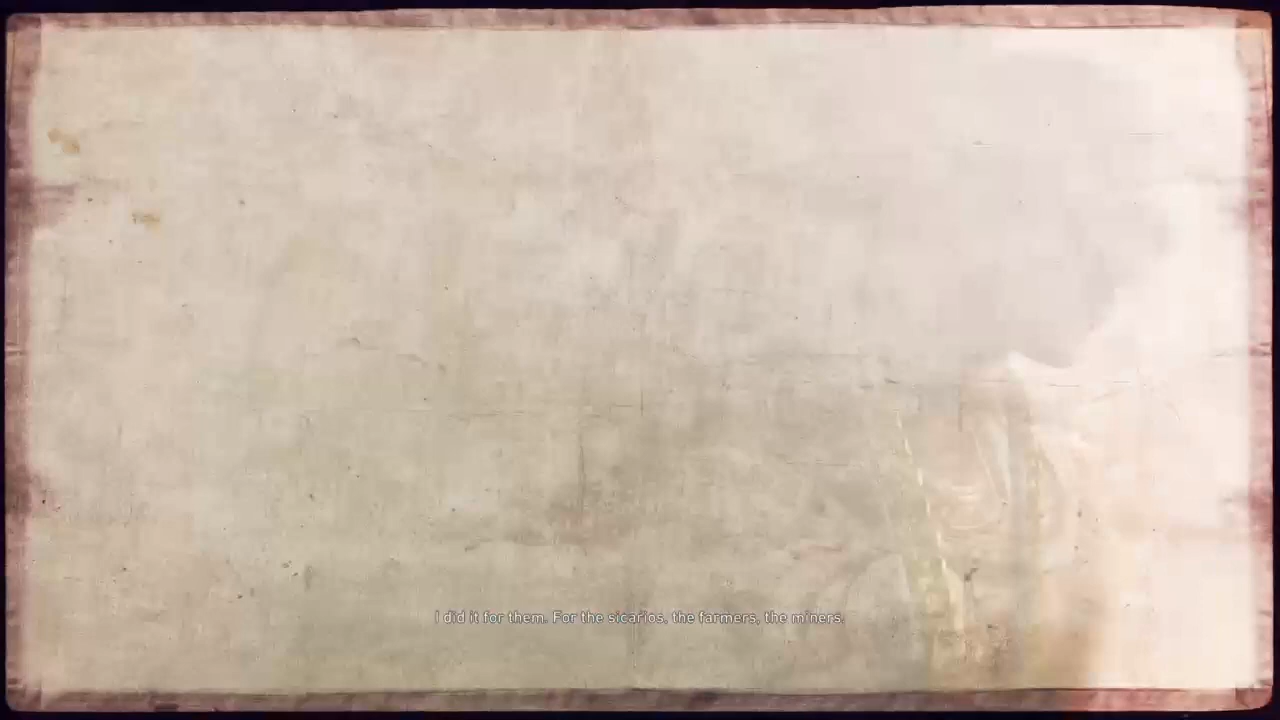 I did it for them. For the sicarios, the farmers, the miners.